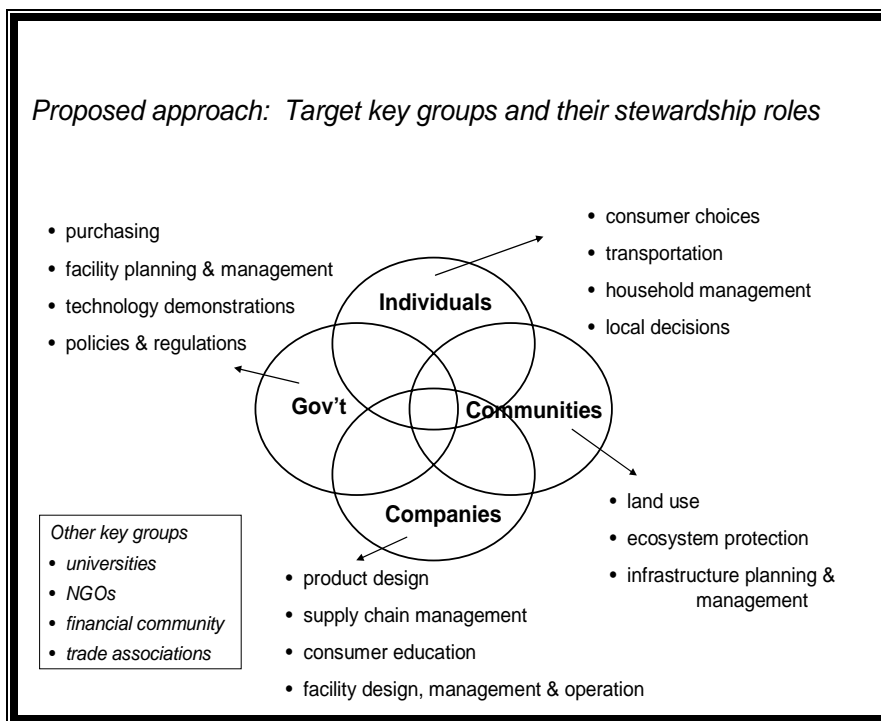 Proposed approach:  Target key groups and their stewardship roles
• purchasing
• facility planning & management
• technology demonstrations
• policies & regulations
• consumer choices
• transportation
• household management
• local decisions
Individuals
Gov't
Communities
Companies
• land use
• ecosystem protection
• infrastructure planning &
management
Other key groups
• universities
• NGOs
• financial community
• trade associations
• product design
• supply chain management
• consumer education
• facility design, management & operation